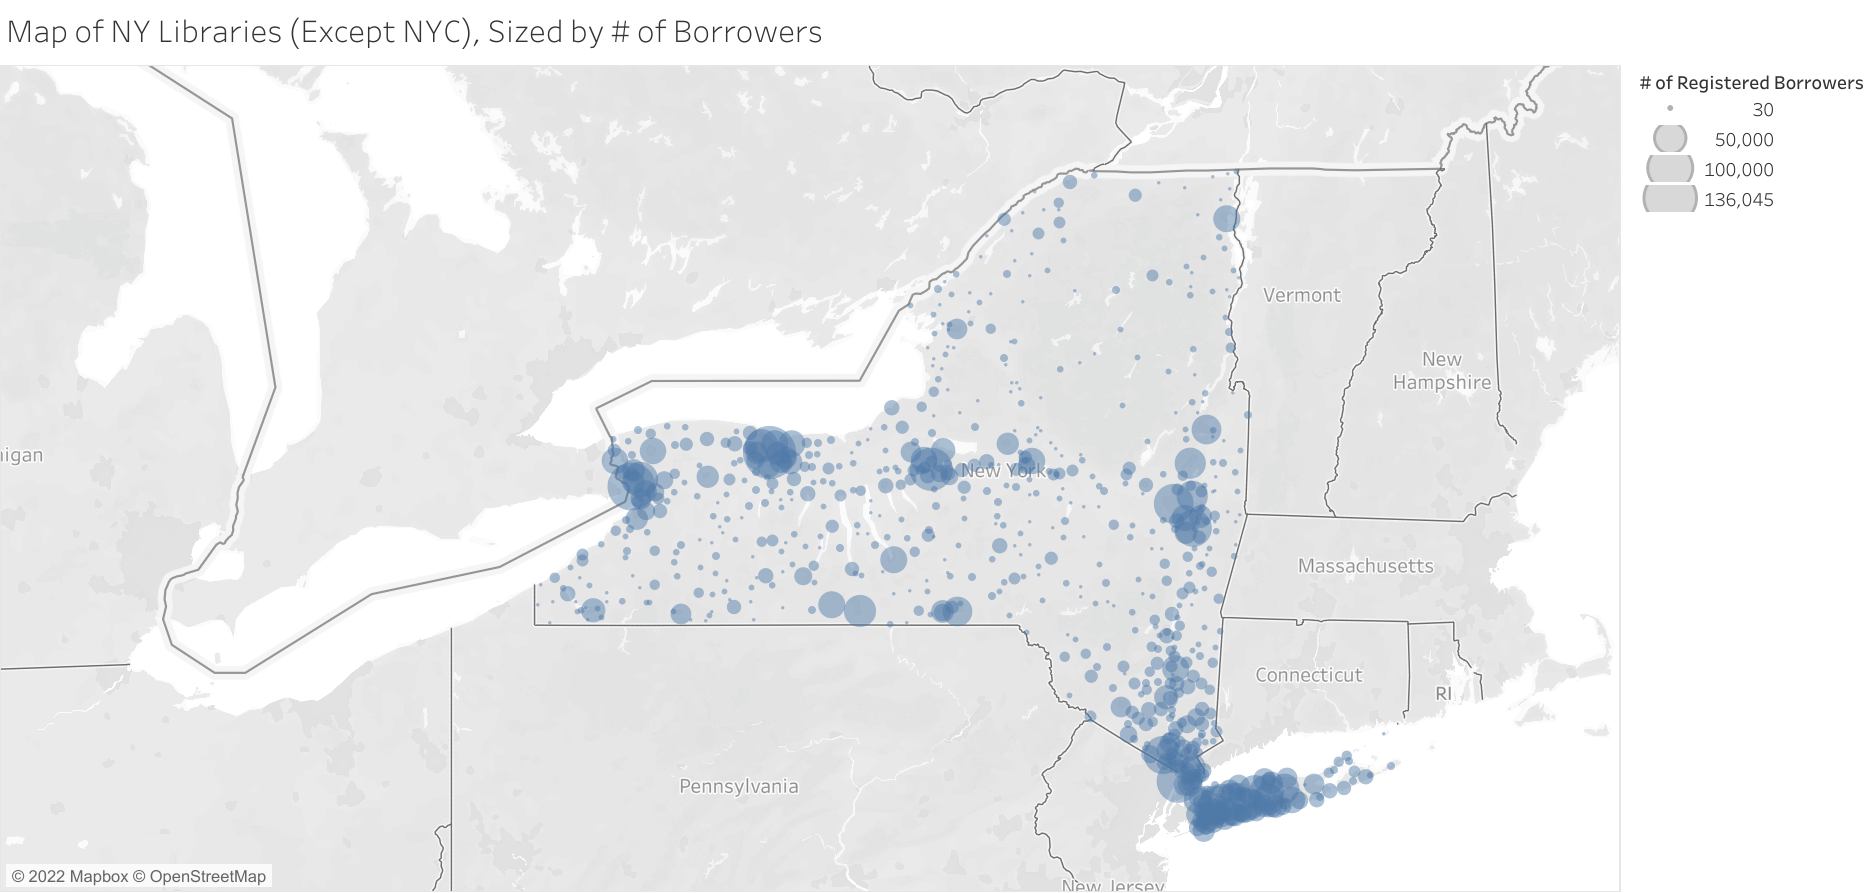 Map of NY Libraries (Except NYC), Sized by # of Borrowers
# of Registered Borrowers
30
50,000
100,000
136,045
Vermont
New
Hampshire
igan
New York
Massachusetts
Connecticut
RI
Pennsylvania
New Jersey
© 2022 Mapbox © OpenStreetMap